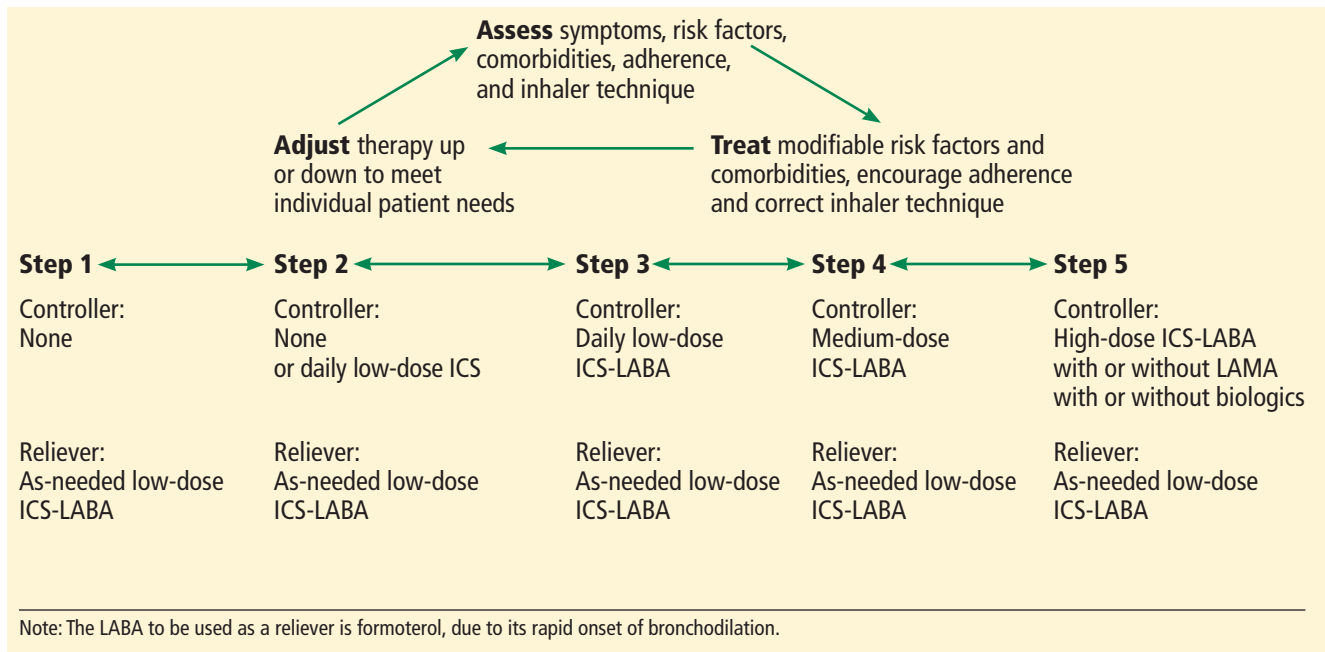 Assess symptoms, risk factors,
comorbidities, adherence,
and inhaler technique
Treat modifiable risk factors and
comorbidities, encourage adherence
and correct inhaler technique
Adjust therapy up
or down to meet
individual patient needs
Step 1
Controller:
None
Reliever:
As-needed low-dose
ICS-LABA
Step 2
Controller:
None
or daily low-dose ICS
Reliever:
As-needed low-dose
ICS-LABA
Step 3
Controller:
Daily low-dose
ICS-LABA
Reliever:
As-needed low-dose
ICS-LABA
Step 4
Controller:
Medium-dose
ICS-LABA
Reliever:
As-needed low-dose
ICS-LABA
Step 5
Controller:
High-dose ICS-LABA
with or without LAMA
with or without biologics
Reliever:
As-needed low-dose
ICS-LABA
Note: The LABA to be used as a reliever is formoterol, due to its rapid onset of bronchodilation.